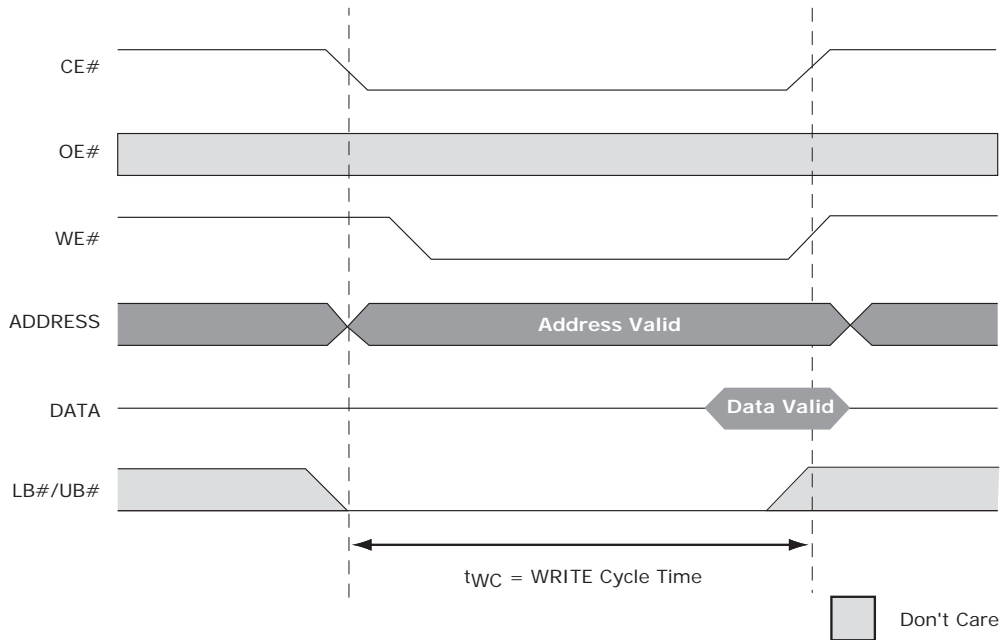 CE#
OE#
WE#
ADDRESS
Address Valid
DATA
Data Valid
LB#/UB#
tWC = WRITE Cycle Time
Don't Care